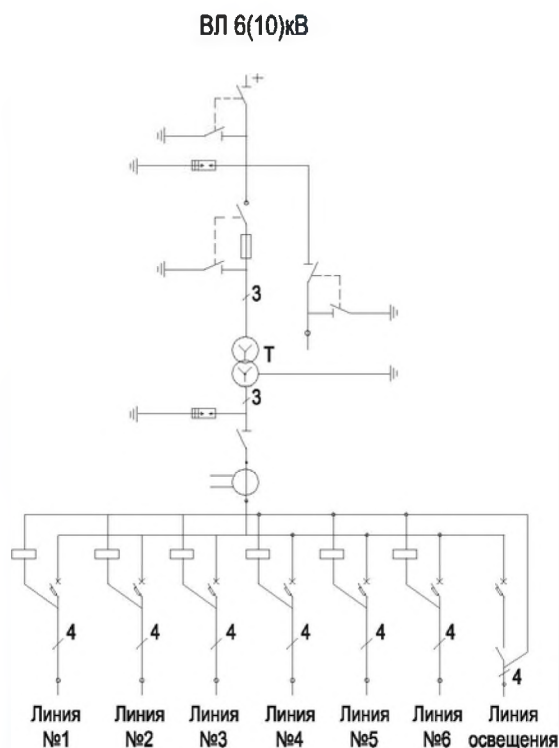 ВЛ 6(10)кВ
3
Т
3
4 4 4 4 4 4 4
Линия №1
Линия №2
Линия №3
Линия №4
Линия №5
Линия №6
Линия освещения